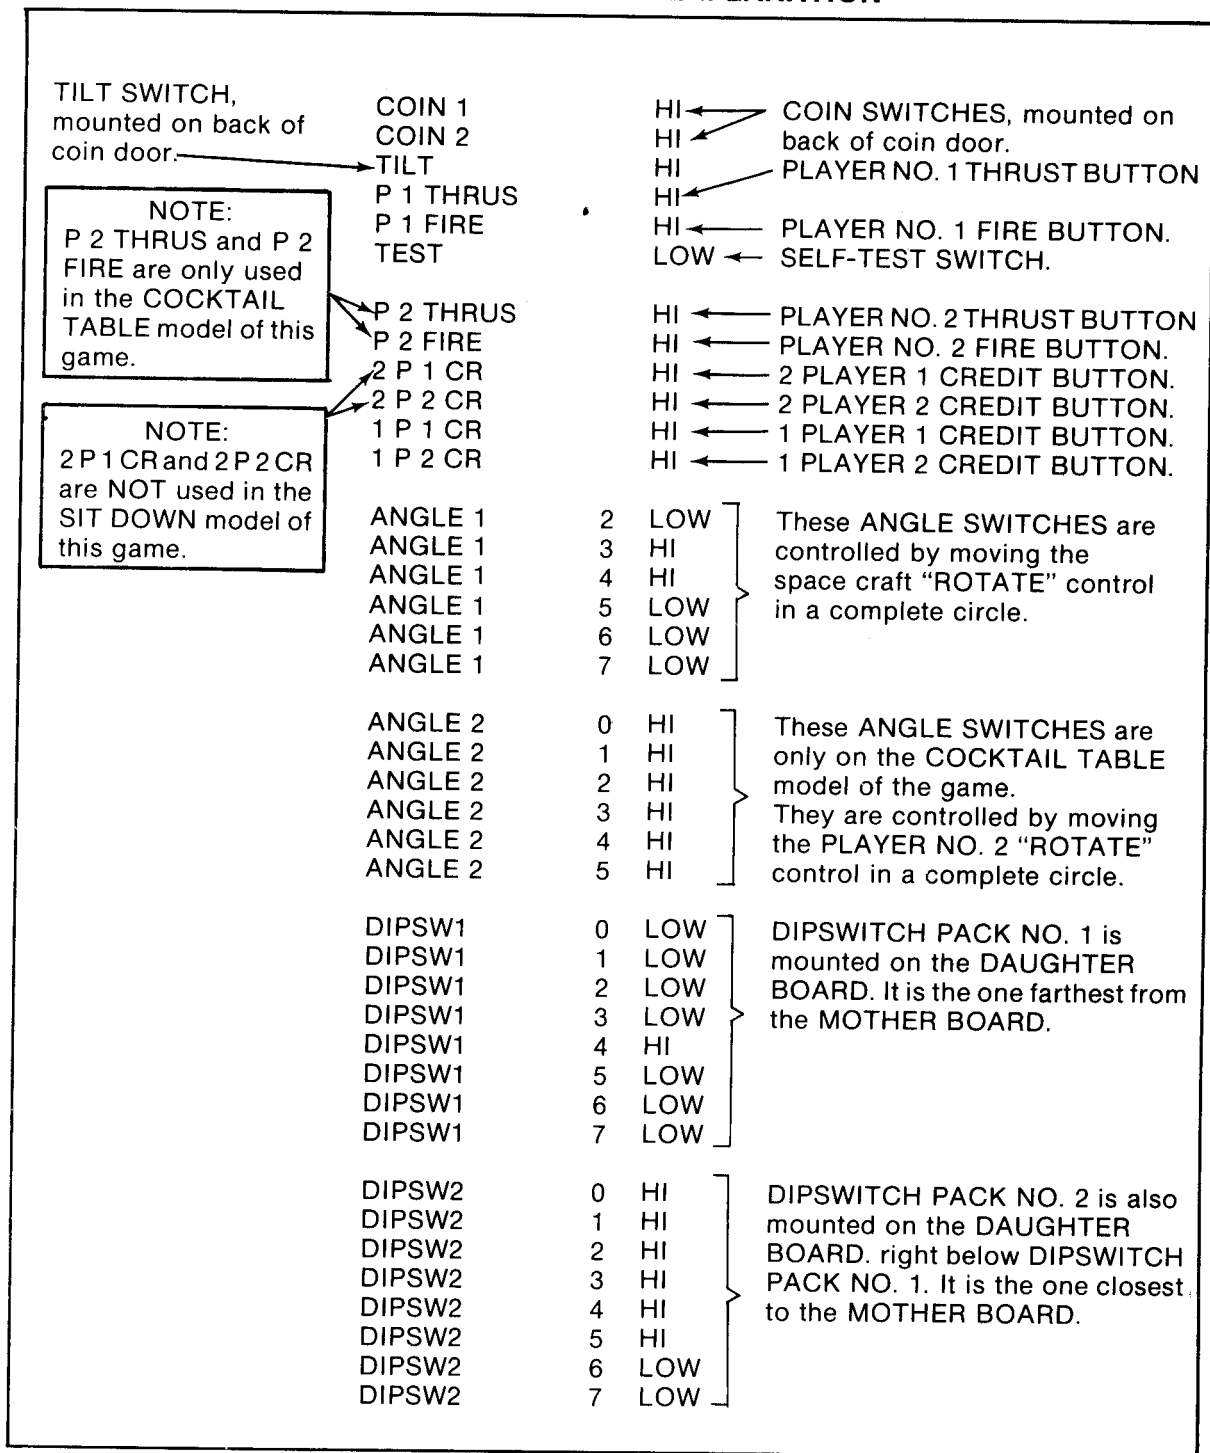 TILT SWITCH,
mounted on back of
coin door.
NOTE:
P 2 THRUS and P 2
FIRE are only used
in the COCKTAIL
TABLE model of this
game.
NOTE:
2 P 1 CR and 2 P 2 CR
are NOT used in the
SIT DOWN model of
this game.
COIN 1 HI
COIN 2 HI
TILT HI
P 1 THRUS HI
P 1 FIRE HI
TEST LOW
COIN SWITCHES, mounted on
back of coin door.
PLAYER NO. 1 THRUST BUTTON
PLAYER NO. 1 FIRE BUTTON.
SELF-TEST SWITCH.
P 2 THRUS HI PLAYER NO. 2 THRUST BUTTON
P 2 FIRE HI PLAYER NO. 2 FIRE BUTTON.
2 P 1 CR HI 2 PLAYER 1 CREDIT BUTTON.
2 P 2 CR HI 2 PLAYER 2 CREDIT BUTTON.
1 P 1 CR HI 1 PLAYER 1 CREDIT BUTTON.
1 P 2 CR HI 1 PLAYER 2 CREDIT BUTTON.
ANGLE 1 2 LOW
ANGLE 1 3 HI
ANGLE 1 4 HI
ANGLE 1 5 LOW
ANGLE 1 6 LOW
ANGLE 1 7 LOW
These ANGLE SWITCHES are
controlled by moving the
space craft “ROTATE” control
in a complete circle.
ANGLE 2 0 HI
ANGLE 2 1 HI
ANGLE 2 2 HI
ANGLE 2 3 HI
ANGLE 2 4 HI
ANGLE 2 5 HI
These ANGLE SWITCHES are
only on the COCKTAIL TABLE
model of the game.
They are controlled by moving
the PLAYER NO. 2 “ROTATE”
control in a complete circle.
DIPSW1 0 LOW
DIPSW1 1 LOW
DIPSW1 2 LOW
DIPSW1 3 LOW
DIPSW1 4 HI
DIPSW1 5 LOW
DIPSW1 6 LOW
DIPSW1 7 LOW
DIPSWITCH PACK NO. 1 is
mounted on the DAUGHTER
BOARD. It is the one farthest from
the MOTHER BOARD.
DIPSW2 0 HI
DIPSW2 1 HI
DIPSW2 2 HI
DIPSW2 3 HI
DIPSW2 4 HI
DIPSW2 5 HI
DIPSW2 6 LOW
DIPSW2 7 LOW
DIPSWITCH PACK NO. 2 is also
mounted on the DAUGHTER
BOARD. right below DIPSWITCH
PACK NO. 1. It is the one closest
to the MOTHER BOARD.